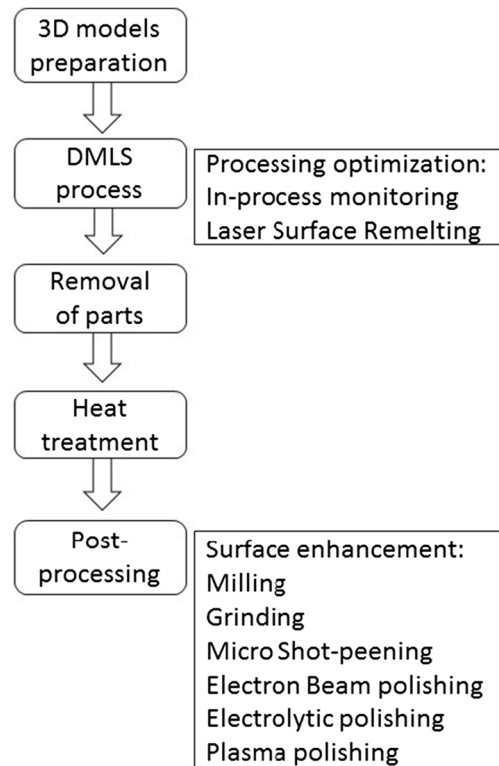 3D models
preparation
DMLS
process
Processing optimization:
In-process monitoring
Laser Surface Remelting
Removal
of parts
Heat
treatment
Post-
processing
Surface enhancement:
Milling
Grinding
Micro Shot-peening
Electron Beam polishing
Electrolytic polishing
Plasma polishing